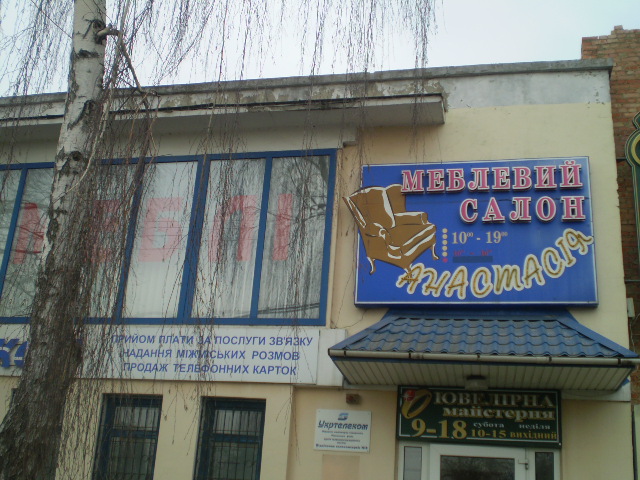 МЕБЛІ
МЕБЛЕВИЙ
САЛОН
10⁰⁰ - 19⁰⁰
АНАСТАСІЯ
ПРИЙОМ ПЛАТИ ЗА ПОСЛУГИ ЗВ'ЯЗКУ
НАДАННЯ МІЖМІСЬКИХ РОЗМОВ
ПРОДАЖ ТЕЛЕФОННИХ КАРТОК
Укртелеком
ЮВЕЛІРНА
майстерня
9-18 субота неділя
10-15 вихідний